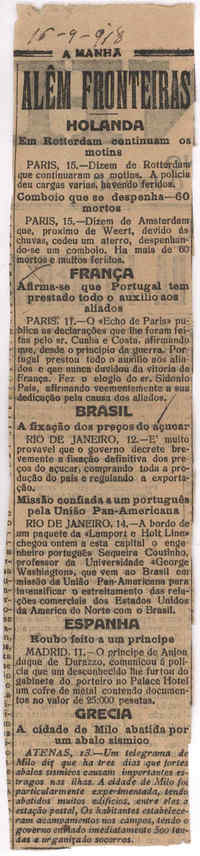 15-9-918
A MANHÃ
ALÊM FRONTEIRAS
HOLANDA
Em Rotterdam continuam os
motins
PARIS, 15.—Dizem de Rotterdam
que continuaram os motins. A policia
deu cargas varias, havendo feridos.
Comboio que se despenha—60
mortos
PARIS, 15.—Dizem de Amsterdam
que, proximo de Weert, devido ás
chuvas, cedeu um aterro, despenhan-
do-se um comboio. Ha mais de 60
mortos e muitos feridos.
FRANÇA
Afirma-se que Portugal tem
prestado todo o auxilio aos
aliados
PARIS 11.—O «Echo de Paris» pu-
blica as declarações que lhe foram fei-
tas pelo sr. Cunha e Costa, afirmando
que, desde o principio da guerra, Por-
tugal prestou todo o auxilio aos alia-
dos e que nunca duvidou da vitoria da
França. Fez o elogio do sr. Sidonio
Pais, afirmando veementemente a sua
dedicação pela causa dos aliados.
BRASIL
A fixação dos preços do açucar
RIO DE JANEIRO, 12.—E' muito
provavel que o governo decrete bre-
vemente a fixação definitiva dos pre-
ços do açucar, comprando toda a pro-
dução do país e regulando a exporta-
ção.
Missão confiada a um português
pela União Pan-Americana
RIO DE JANEIRO, 14.—A bordo de
um paquete da «Lamport e Holt Line»
chegou ontem a esta capital o enge-
nheiro português Sequeira Coutinho,
professor da Universidade «George
Washington», que vem ao Brasil em
missão da União Pan-Americana para
intensificar o estreitamento das rela-
ções comerciais dos Estados Unidos
da America do Norte com o Brasil.
ESPANHA
Roubo feito a um principe
MADRID, 11.—O principe de Anjou
duque de Durazzo, comunicou á poli-
cia que um desconhecido lhe furtou do
gabinete do porteiro no Palace Hotel
um cofre de metal contendo documen-
tos no valor de 25:000 pesetas.
GRECIA
A cidade de Milo abatida por
um abalo sismico
ATENAS, 13.—Um telegrama de
Milo diz que ha tres dias que fortes
abalos sismicos causam importantes es-
tragos nas ilhas. A cidade de Milo foi
particularmente experimentada, tendo
abatidos muitos edificios, entre eles a
estação postal. Os habitantes estabelece-
ram acampamentos nos campos, tendo o
governo enviado imediatamente 500 ten-
das a organizado socorros.